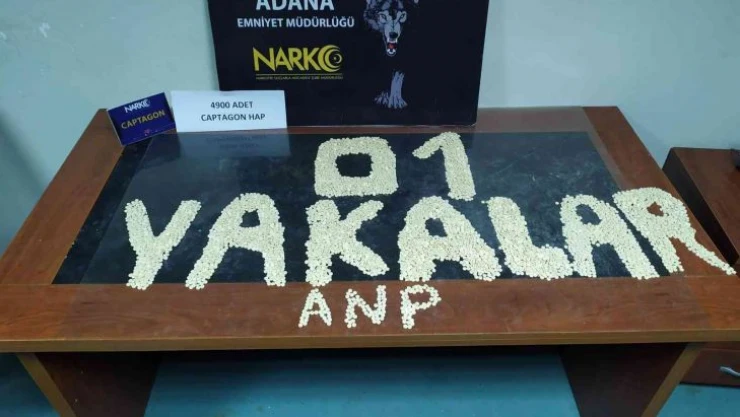 ADANA
EMNİYET MÜDÜRLÜĞÜ
NARKO
NARKO
CAPTAGON
4900 ADET
CAPTAGON HAP
01
YAKALAR
ANP